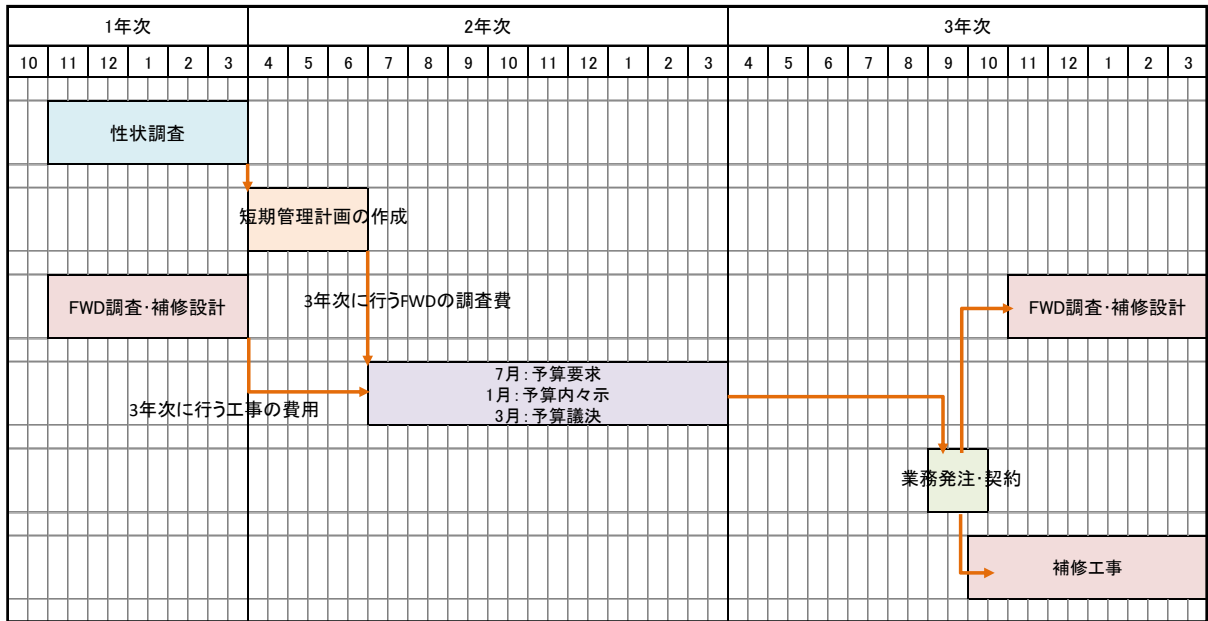 1年次 2年次 3年次
10 11 12 1 2 3 4 5 6 7 8 9 10 11 12 1 2 3 4 5 6 7 8 9 10 11 12 1 2 3
性状調査
短期管理計画の作成
FWD調査・補修設計 3年次に行うFWDの調査費 FWD調査・補修設計
7月：予算要求
1月：予算内々示
3年次に行う工事の費用
3月：予算議決
業務発注・契約
補修工事